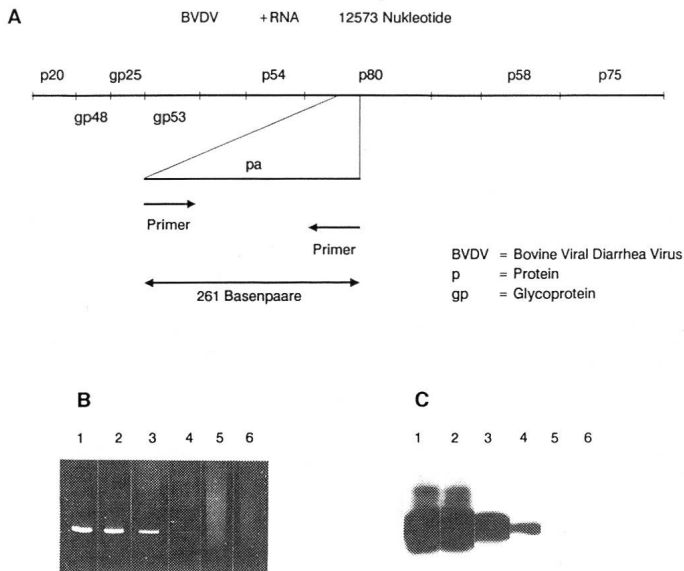 A
BVDV +RNA 12573 Nukleotide
p20 gp25 p54 p80 p58 p75
gp48 gp53
pa
Primer
Primer
261 Basenpaare
BVDV = Bovine Viral Diarrhea Virus
p = Protein
gp = Glycoprotein
B
1 2 3 4 5 6
C
1 2 3 4 5 6